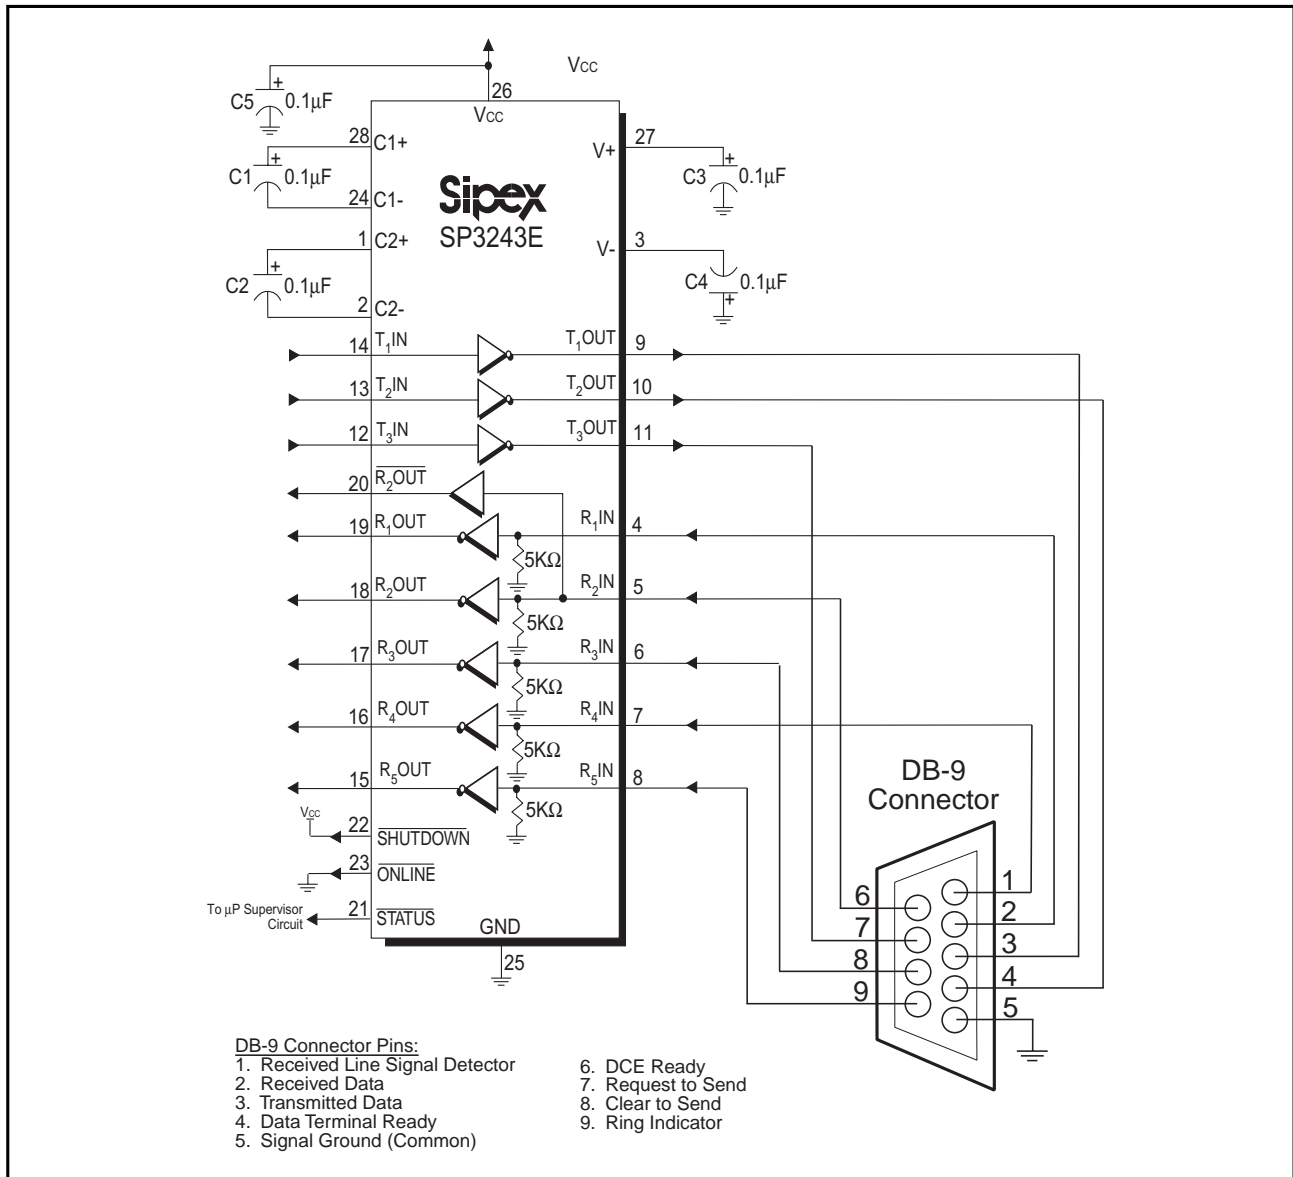 VCC
26
VCC
C5
+
0.1µF
28
C1+
C1
+
0.1µF
24
C1-
1
C2+
C2
+
0.1µF
2
C2-
Sipex
SP3243E
V+
27
C3
+
0.1µF
V-
3
C4
0.1µF
+
14
T1IN
T1OUT
9
13
T2IN
T2OUT
10
12
T3IN
T3OUT
11
20
R2OUT
19
R1OUT
R1IN
4
5KΩ
18
R2OUT
R2IN
5
5KΩ
17
R3OUT
R3IN
6
5KΩ
16
R4OUT
R4IN
7
5KΩ
15
R5OUT
R5IN
8
5KΩ
VCC
22
SHUTDOWN
23
ONLINE
To µP Supervisor
Circuit
21
STATUS
GND
25
DB-9
Connector
6
7
8
9
1
2
3
4
5
DB-9 Connector Pins:
1. Received Line Signal Detector
2. Received Data
3. Transmitted Data
4. Data Terminal Ready
5. Signal Ground (Common)
6. DCE Ready
7. Request to Send
8. Clear to Send
9. Ring Indicator